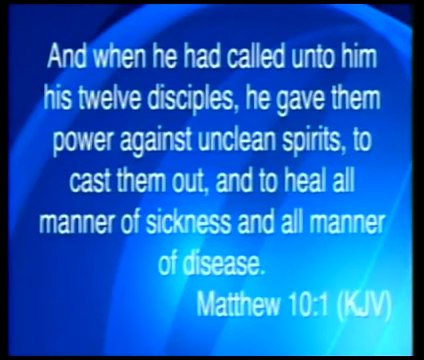 And when he had called unto him
his twelve disciples, he gave them
power against unclean spirits, to
cast them out, and to heal all
manner of sickness and all manner
of disease.
Matthew 10:1 (KJV)